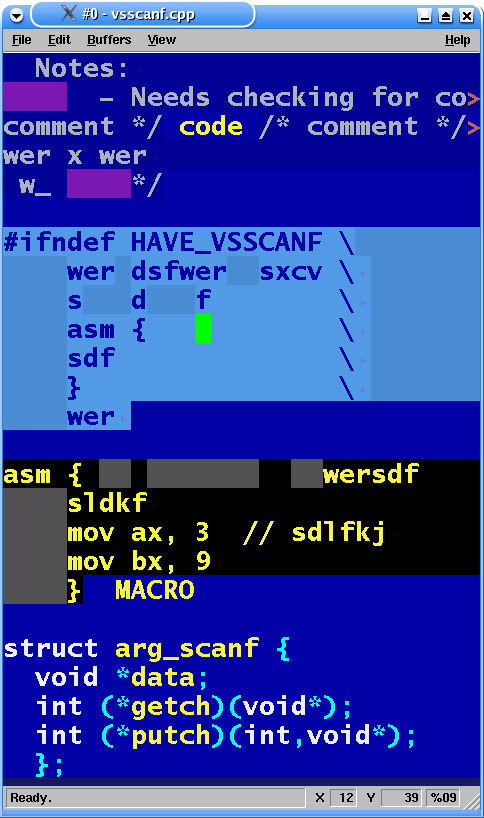 #0 - vsscanf.cpp
File Edit Buffers View Help
Notes:
- Needs checking for co>
comment */ code /* comment */>
wer x wer
w_ */
#ifndef HAVE_VSSCANF \
wer dsfwer sxcv \
s d f \
asm { \
sdf \
} \
wer
asm { wersdf
sldkf
mov ax, 3 // sdlfkj
mov bx, 9
} MACRO
struct arg_scanf {
void *data;
int (*getch)(void*);
int (*putch)(int,void*);
};
Ready. X 12 Y 39 %09